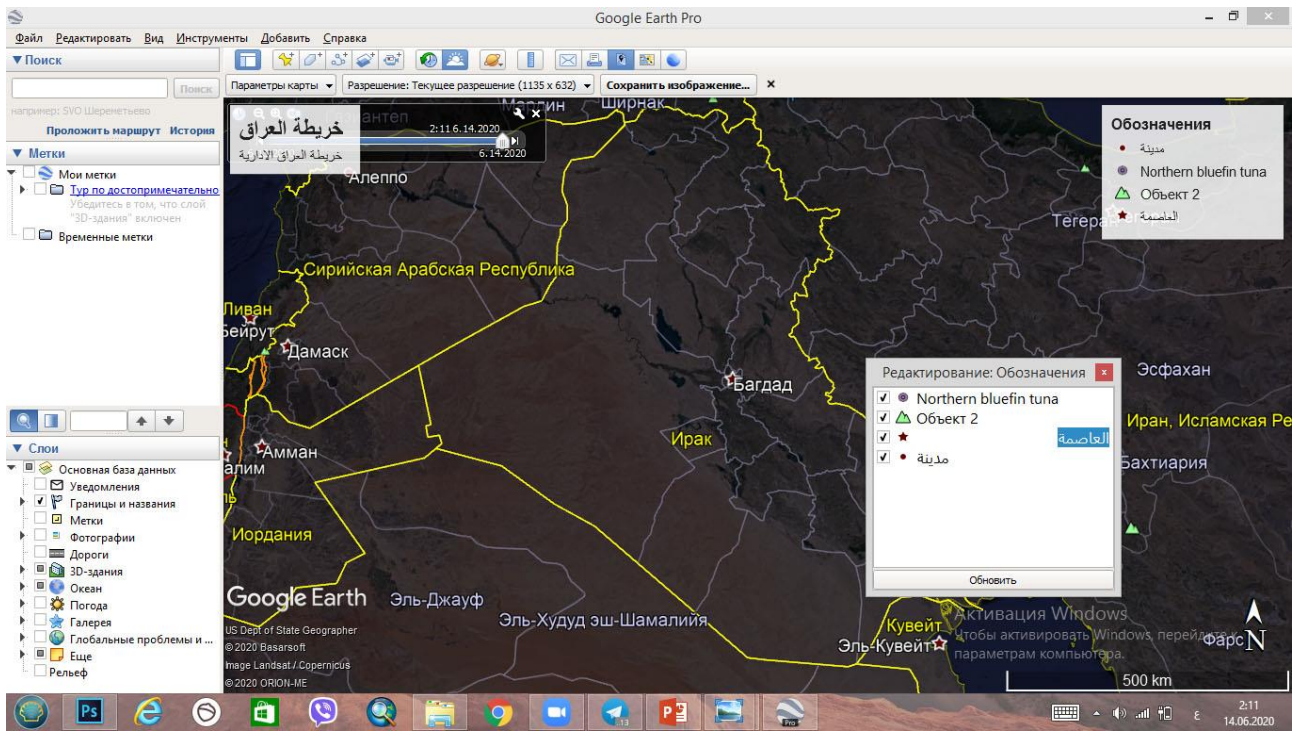 Google Earth Pro
Файл Редактировать Вид Инструменты Добавить Справка
Поиск
Поиск
например: SVO Шереметьево
Проложить маршрут История
Метки
Мои метки
Тур по достопримечательно
Убедитесь в том, что слой
"3D-здания" включен
Временные метки
Слои
Основная база данных
Уведомления
Границы и названия
Метки
Фотографии
Дороги
3D-здания
Океан
Погода
Галерея
Глобальные проблемы и ...
Еще
Рельеф
Параметры карты Разрешение: Текущее разрешение (1135 x 632) Сохранить изображение...
خريطة العراق
خريطة العراق الادارية
2:11 6.14.2020
6.14.2020
Ширнак
Алеппо
Сирийская Арабская Республика
Ливан
Бейрут
Дамаск
Багдад
Ирак
Амман
Иордания
Эль-Джауф
Эль-Худуд эш-Шамалийя
Кувейт
Эль-Кувейт
Эсфахан
Иран, Исламская Ре
Бахтиария
Фарс
Обозначения
مدينة
Northern bluefin tuna
Объект 2
العاصمة
Редактирование: Обозначения
Northern bluefin tuna
Объект 2
العاصمة
مدينة
Обновить
Активация Windows
Чтобы активировать Windows, перейдите к
параметрам компьютера.
N
500 km
Google Earth
US Dept of State Geographer
© 2020 Basarsoft
Image Landsat / Copernicus
© 2020 ORION-ME
Ps
13
Pro
ع
2:11
14.06.2020